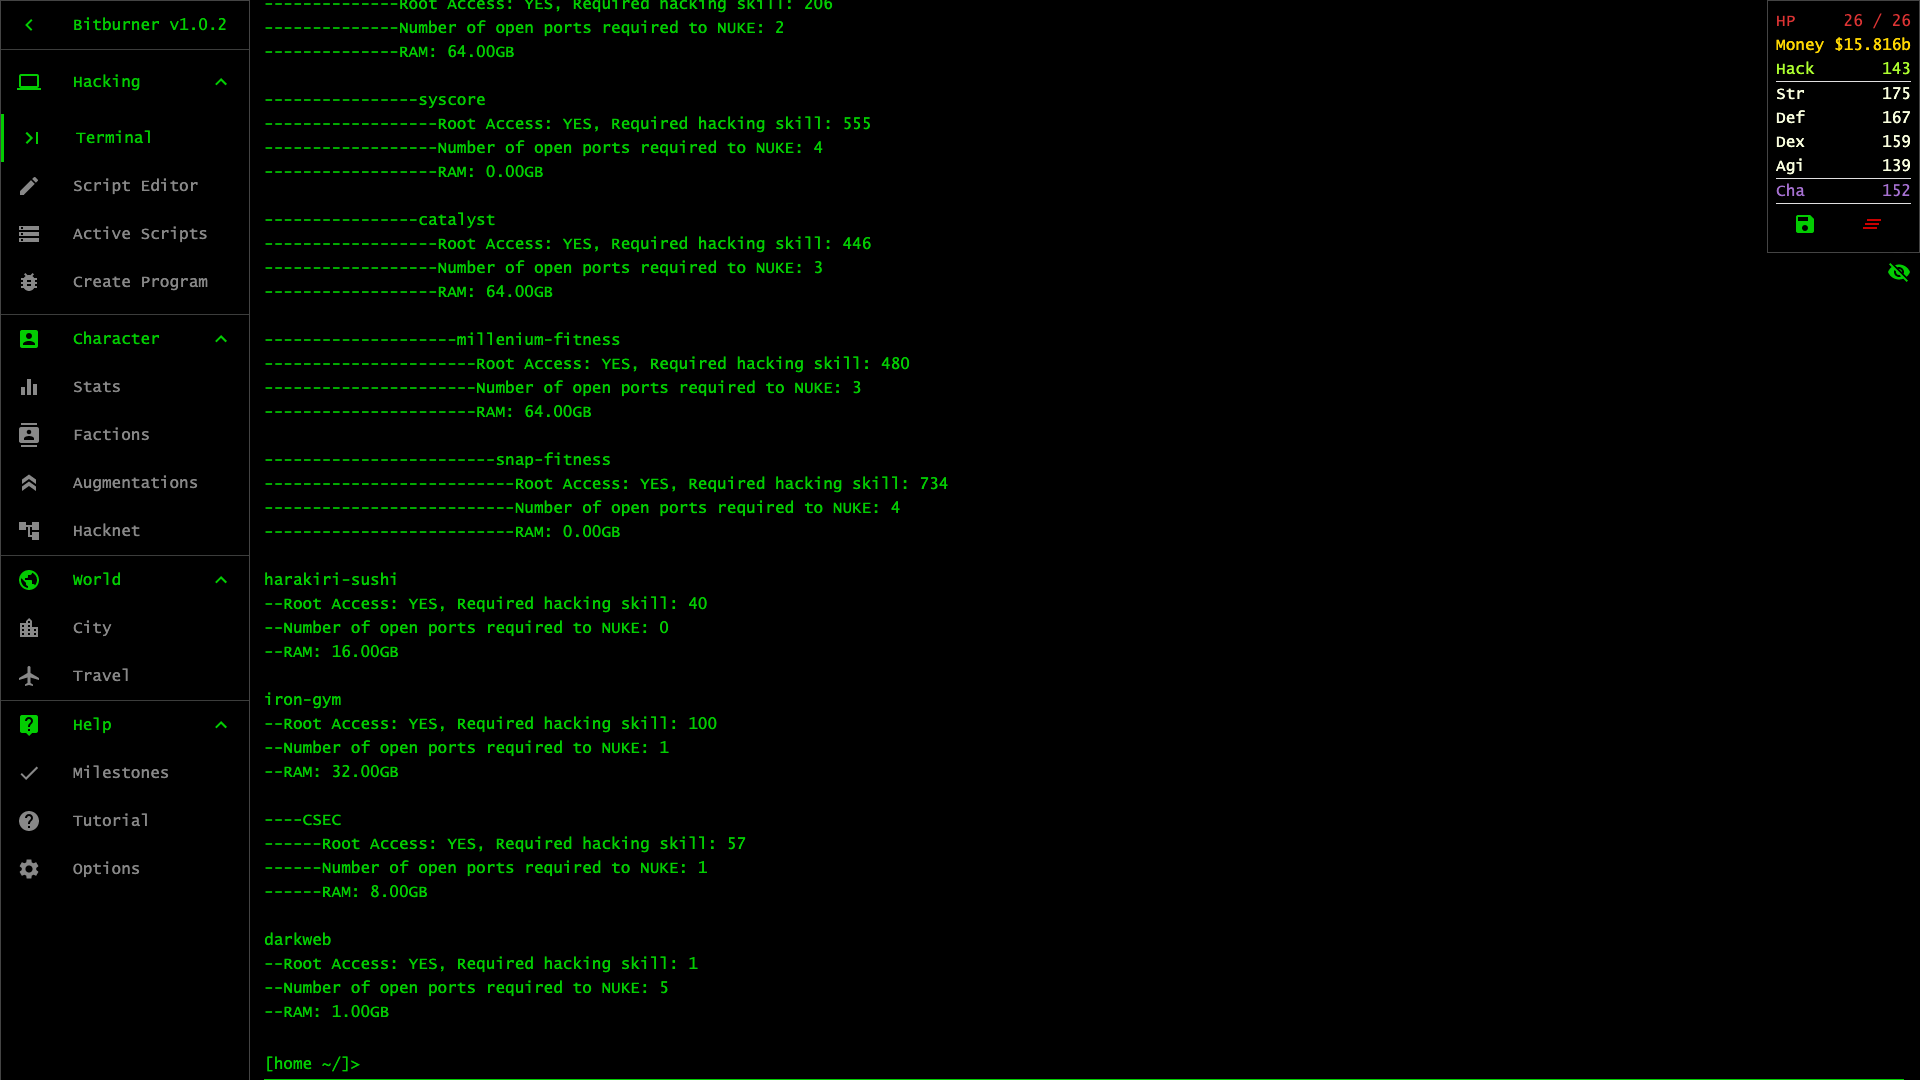 Bitburner v1.0.2
Hacking
Terminal
Script Editor
Active Scripts
Create Program
Character
Stats
Factions
Augmentations
Hacknet
World
City
Travel
Help
Milestones
Tutorial
Options
--------------Root Access: YES, Required hacking skill: 206
--------------Number of open ports required to NUKE: 2
--------------RAM: 64.00GB
----------------syscore
------------------Root Access: YES, Required hacking skill: 555
------------------Number of open ports required to NUKE: 4
------------------RAM: 0.00GB
----------------catalyst
------------------Root Access: YES, Required hacking skill: 446
------------------Number of open ports required to NUKE: 3
------------------RAM: 64.00GB
--------------------millenium-fitness
----------------------Root Access: YES, Required hacking skill: 480
----------------------Number of open ports required to NUKE: 3
----------------------RAM: 64.00GB
------------------------snap-fitness
--------------------------Root Access: YES, Required hacking skill: 734
--------------------------Number of open ports required to NUKE: 4
--------------------------RAM: 0.00GB
harakiri-sushi
--Root Access: YES, Required hacking skill: 40
--Number of open ports required to NUKE: 0
--RAM: 16.00GB
iron-gym
--Root Access: YES, Required hacking skill: 100
--Number of open ports required to NUKE: 1
--RAM: 32.00GB
----CSEC
------Root Access: YES, Required hacking skill: 57
------Number of open ports required to NUKE: 1
------RAM: 8.00GB
darkweb
--Root Access: YES, Required hacking skill: 1
--Number of open ports required to NUKE: 5
--RAM: 1.00GB
[home ~/]>
HP 26 / 26
Money $15.816b
Hack 143
Str 175
Def 167
Dex 159
Agi 139
Cha 152